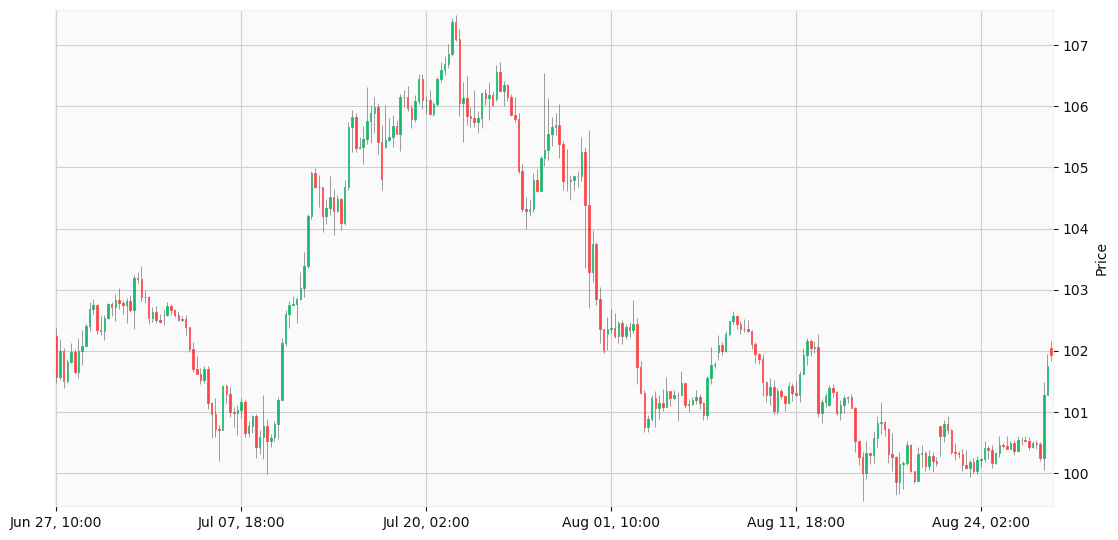 107
106
105
104
103
102
101
100
Price
Jun 27, 10:00
Jul 07, 18:00
Jul 20, 02:00
Aug 01, 10:00
Aug 11, 18:00
Aug 24, 02:00